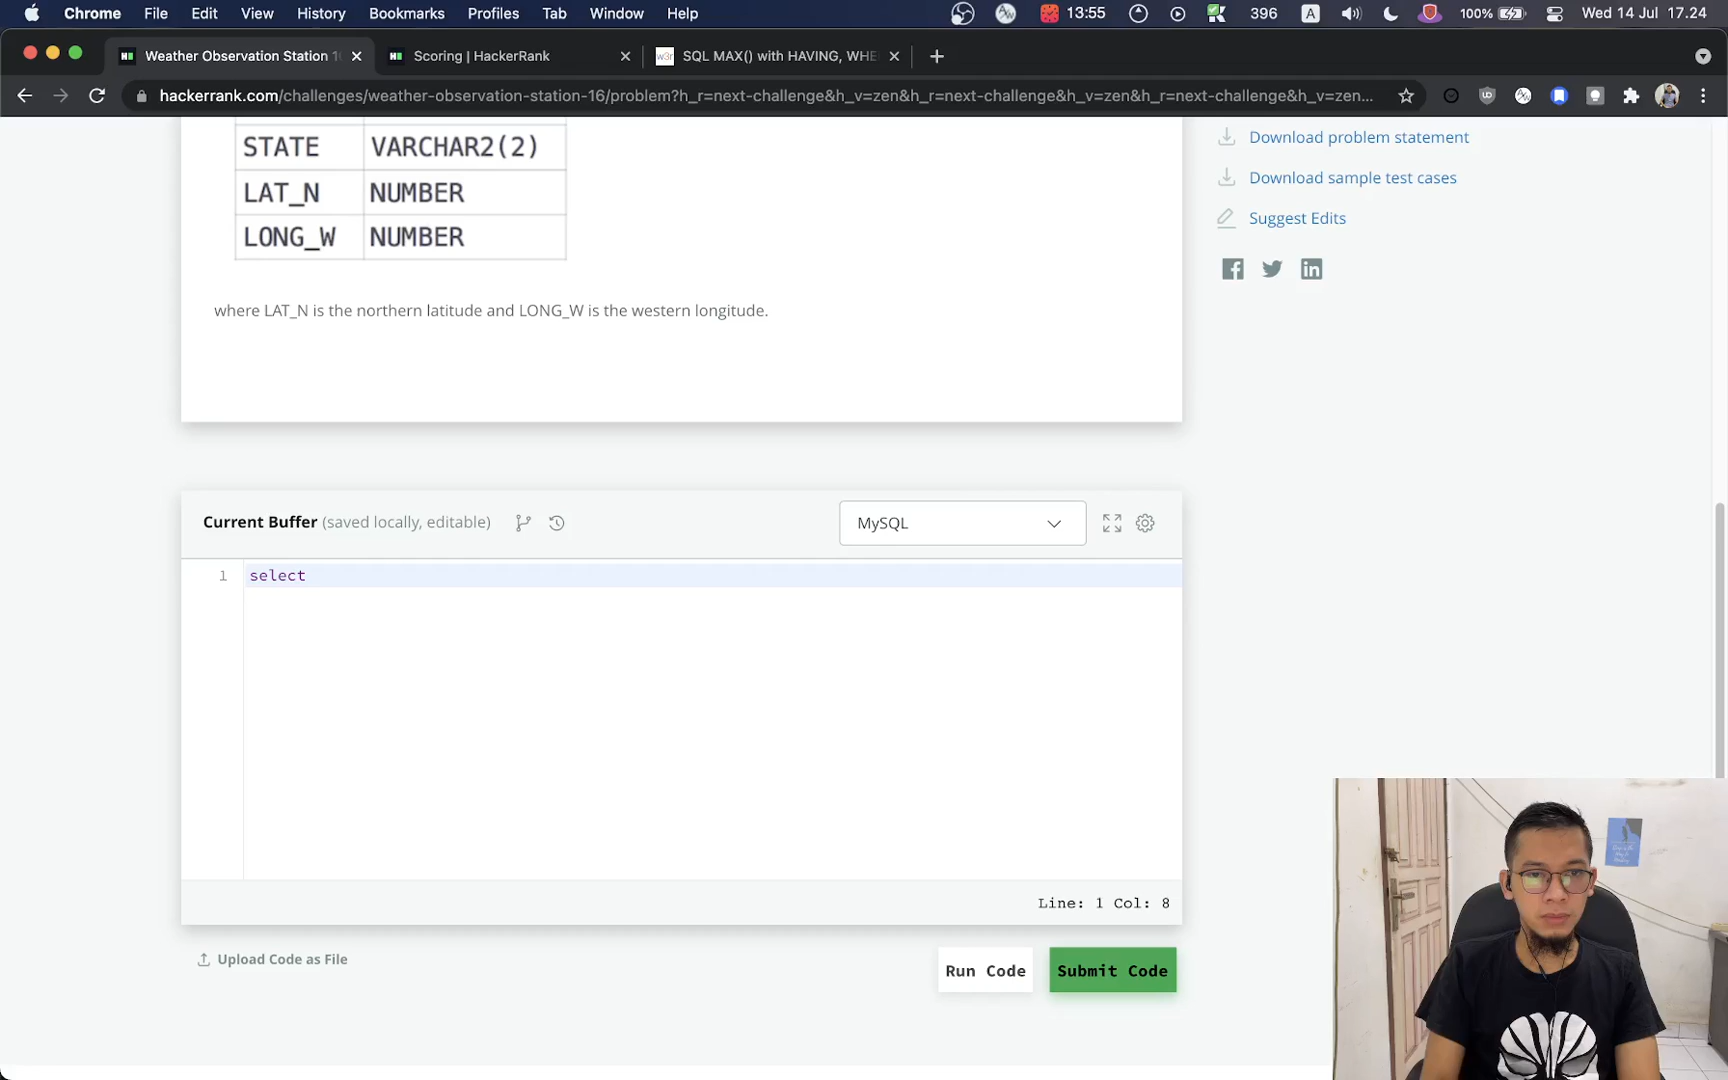 Chrome File Edit View History Bookmarks Profiles Tab Window Help 13:55 396 A 100% Wed 14 Jul 17.24
Weather Observation Station 1 Scoring | HackerRank w3r SQL MAX() with HAVING, WHE
hackerrank.com/challenges/weather-observation-station-16/problem?h_r=next-challenge&h_v=zen&h_r=next-challenge&h_v=zen&h_r=next-challenge&h_v=zen...
STATE VARCHAR2(2)
LAT_N NUMBER
LONG_W NUMBER
where LAT_N is the northern latitude and LONG_W is the western longitude.
Download problem statement
Download sample test cases
Suggest Edits
Current Buffer (saved locally, editable) MySQL
1 select
Line: 1 Col: 8
Upload Code as File Run Code Submit Code